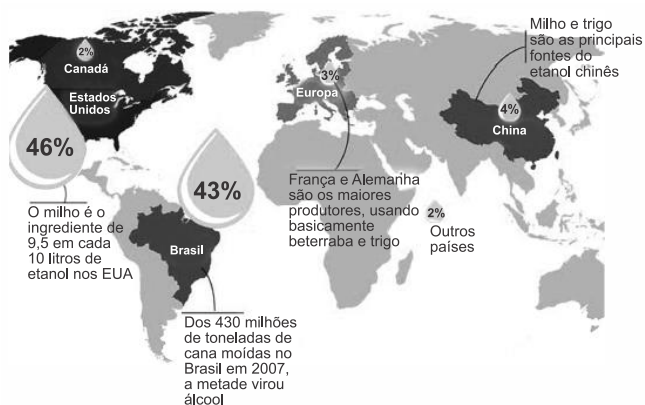 2%
Canadá
Estados
Unidos
46%
O milho é o
ingrediente de
9,5 em cada
10 litros de
etanol nos EUA
43%
Brasil
Dos 430 milhões
de toneladas de
cana moídas no
Brasil em 2007,
a metade virou
álcool
3%
Europa
França e Alemanha
são os maiores
produtores, usando
basicamente
beterraba e trigo
2%
Outros
países
Milho e trigo
são as principais
fontes do
etanol chinês
4%
China